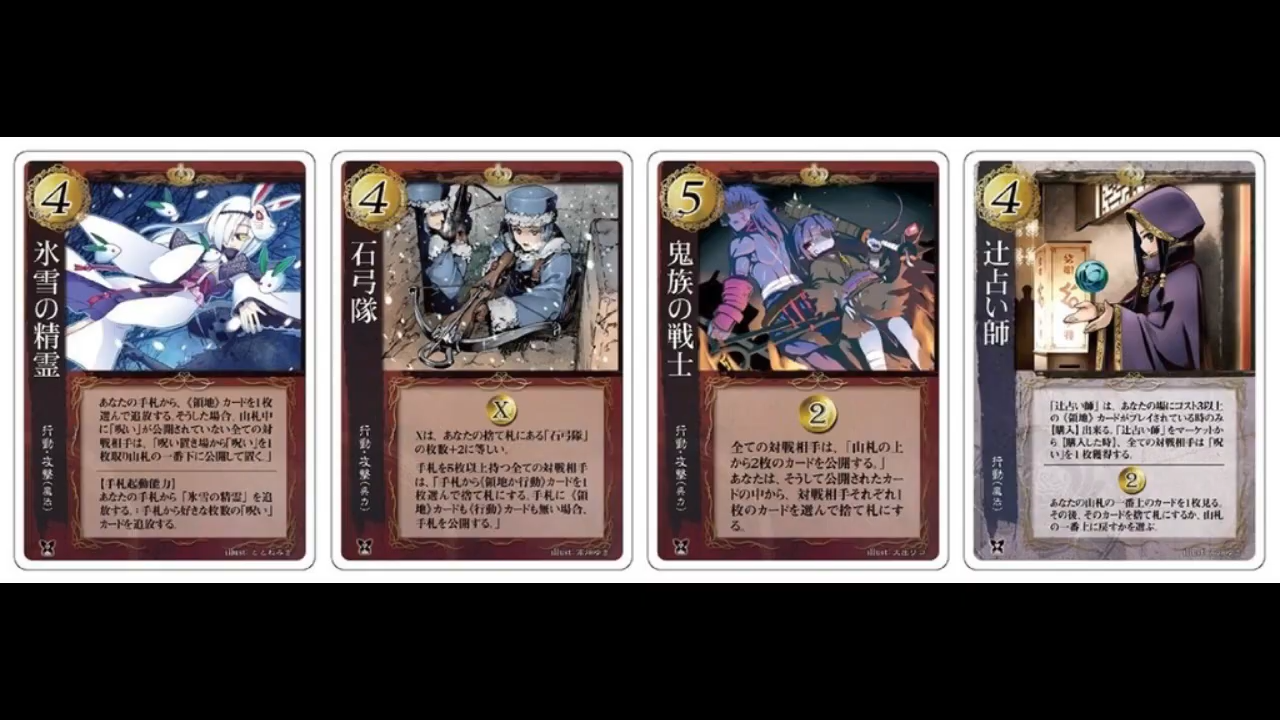 4
氷雪の精霊
行動・攻撃(魔法)
あなたの手札から、《領地》カードを1枚
選んで追放する。そうした場合、山札中
に「呪い」が公開されていない全ての対
戦相手は、「呪い置き場から『呪い』を1
枚取り山札の一番下に公開して置く。」
【手札起動能力】
あなたの手札から「氷雪の精霊」を追
放する。:手札から好きな枚数の「呪い」
カードを追放する。
illust
4
石弓隊
行動・攻撃(兵力)
X
Xは、あなたの捨て札にある「石弓隊」
の枚数+2に等しい。
手札を5枚以上持つ全ての対戦相手
は、「手札から《領地か行動》カードを1
枚選んで捨て札にする。手札に《領
地》カードも《行動》カードも無い場合、
手札を公開する。」
illust
5
鬼族の戦士
行動・攻撃(兵力)
2
全ての対戦相手は、「山札の上
から2枚のカードを公開する。」
あなたは、そうして公開されたカー
ドの中から、対戦相手それぞれ1
枚のカードを選んで捨て札にす
る。
illust
4
辻占い師
行動(魔法)
「辻占い師」は、あなたの場にコスト3以上
の《領地》カードがプレイされている時のみ
【購入】出来る。「辻占い師」をマーケットか
ら【購入した時】、全ての対戦相手は「呪
い」を1枚獲得する。
2
あなたの山札の一番上のカードを1枚見る。
その後、そのカードを捨て札にするか、山札
の一番上に戻すかを選ぶ。
illust